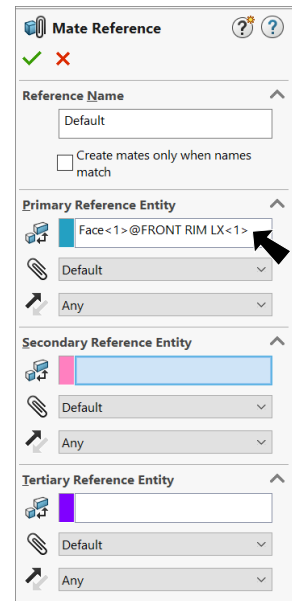 Mate Reference
Reference Name
Default
Create mates only when names
match
Primary Reference Entity
Face<1>@FRONT RIM LX<1>
Default
Any
Secondary Reference Entity
Default
Any
Tertiary Reference Entity
Default
Any